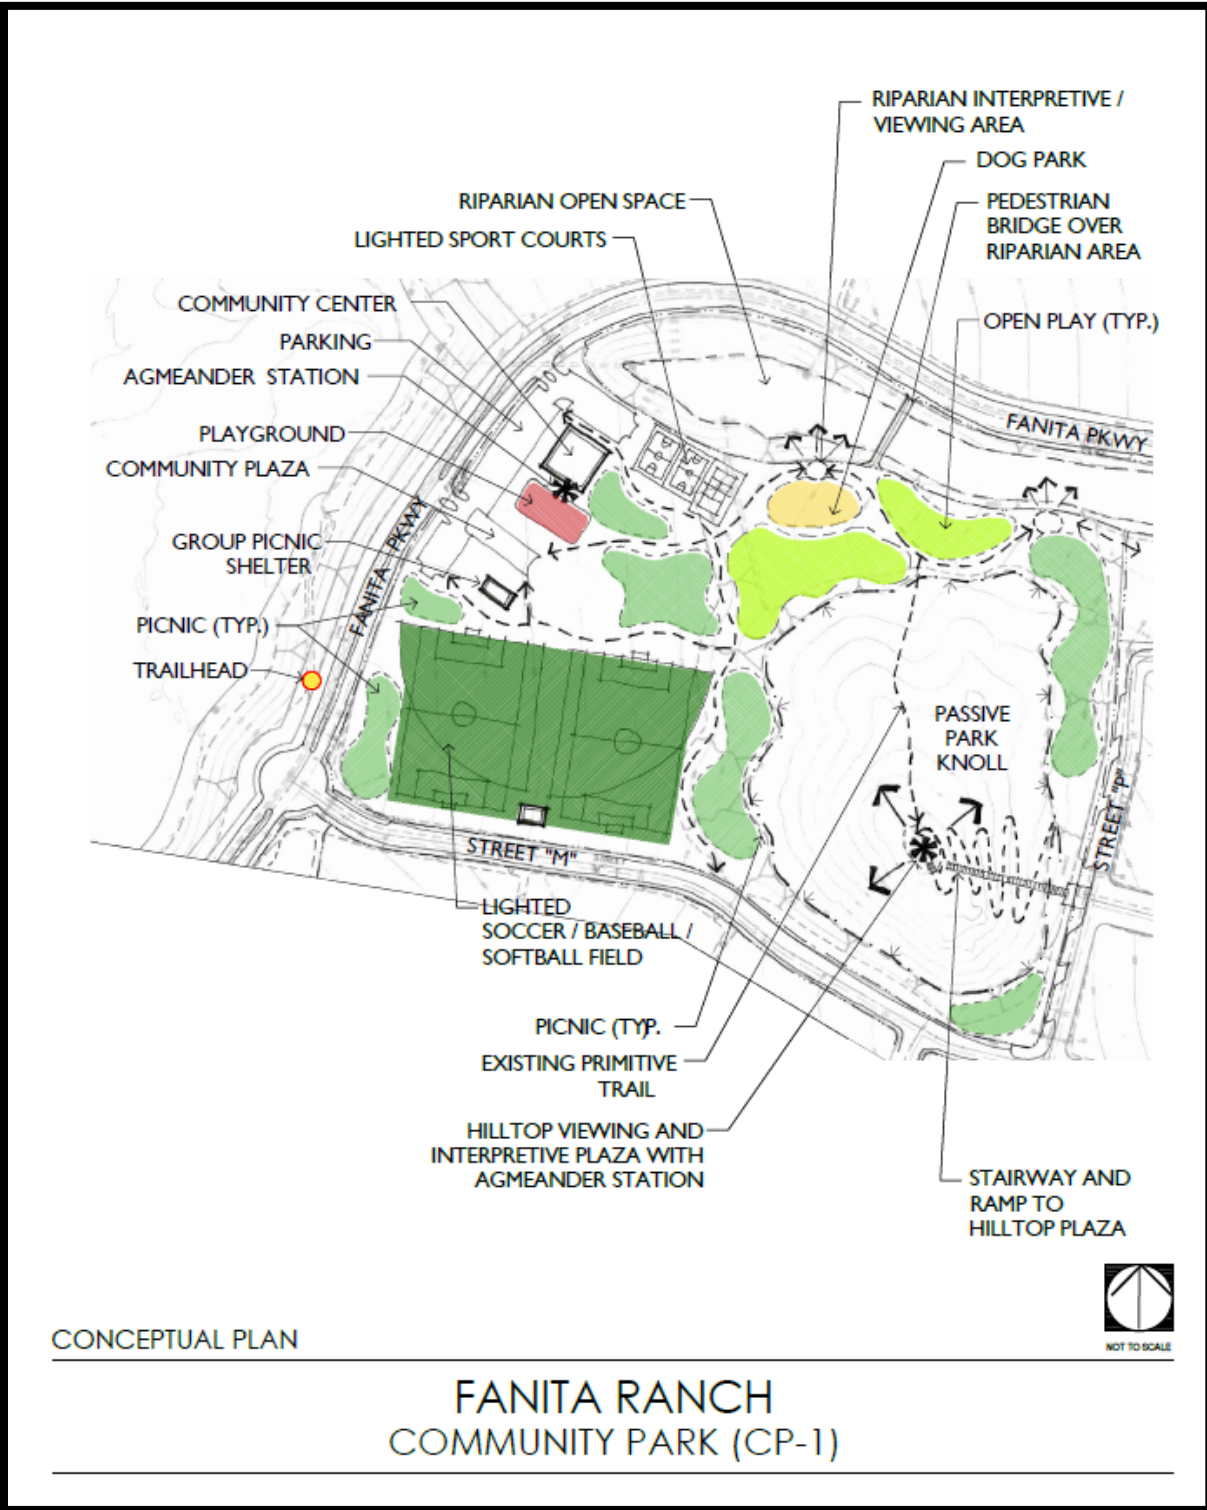 RIPARIAN INTERPRETIVE /
VIEWING AREA
DOG PARK
RIPARIAN OPEN SPACE
PEDESTRIAN
BRIDGE OVER
RIPARIAN AREA
LIGHTED SPORT COURTS
COMMUNITY CENTER
OPEN PLAY (TYP.)
PARKING
AGMEANDER STATION
PLAYGROUND
FANITA PKWY
COMMUNITY PLAZA
GROUP PICNIC
SHELTER
FANITA PKWY
PICNIC (TYP.)
TRAILHEAD
PASSIVE
PARK
KNOLL
STREET "P"
STREET "M"
STREET
LIGHTED
SOCCER / BASEBALL /
SOFTBALL FIELD
PICNIC (TYP.
EXISTING PRIMITIVE
TRAIL
HILLTOP VIEWING AND
INTERPRETIVE PLAZA WITH
AGMEANDER STATION
STAIRWAY AND
RAMP TO
HILLTOP PLAZA
NOT TO SCALE
CONCEPTUAL PLAN
FANITA RANCH
COMMUNITY PARK (CP-1)